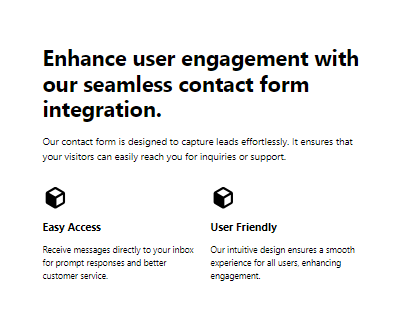 Enhance user engagement with
our seamless contact form
integration.
Our contact form is designed to capture leads effortlessly. It ensures that
your visitors can easily reach you for inquiries or support.
Easy Access
Receive messages directly to your inbox
for prompt responses and better
customer service.
User Friendly
Our intuitive design ensures a smooth
experience for all users, enhancing
engagement.